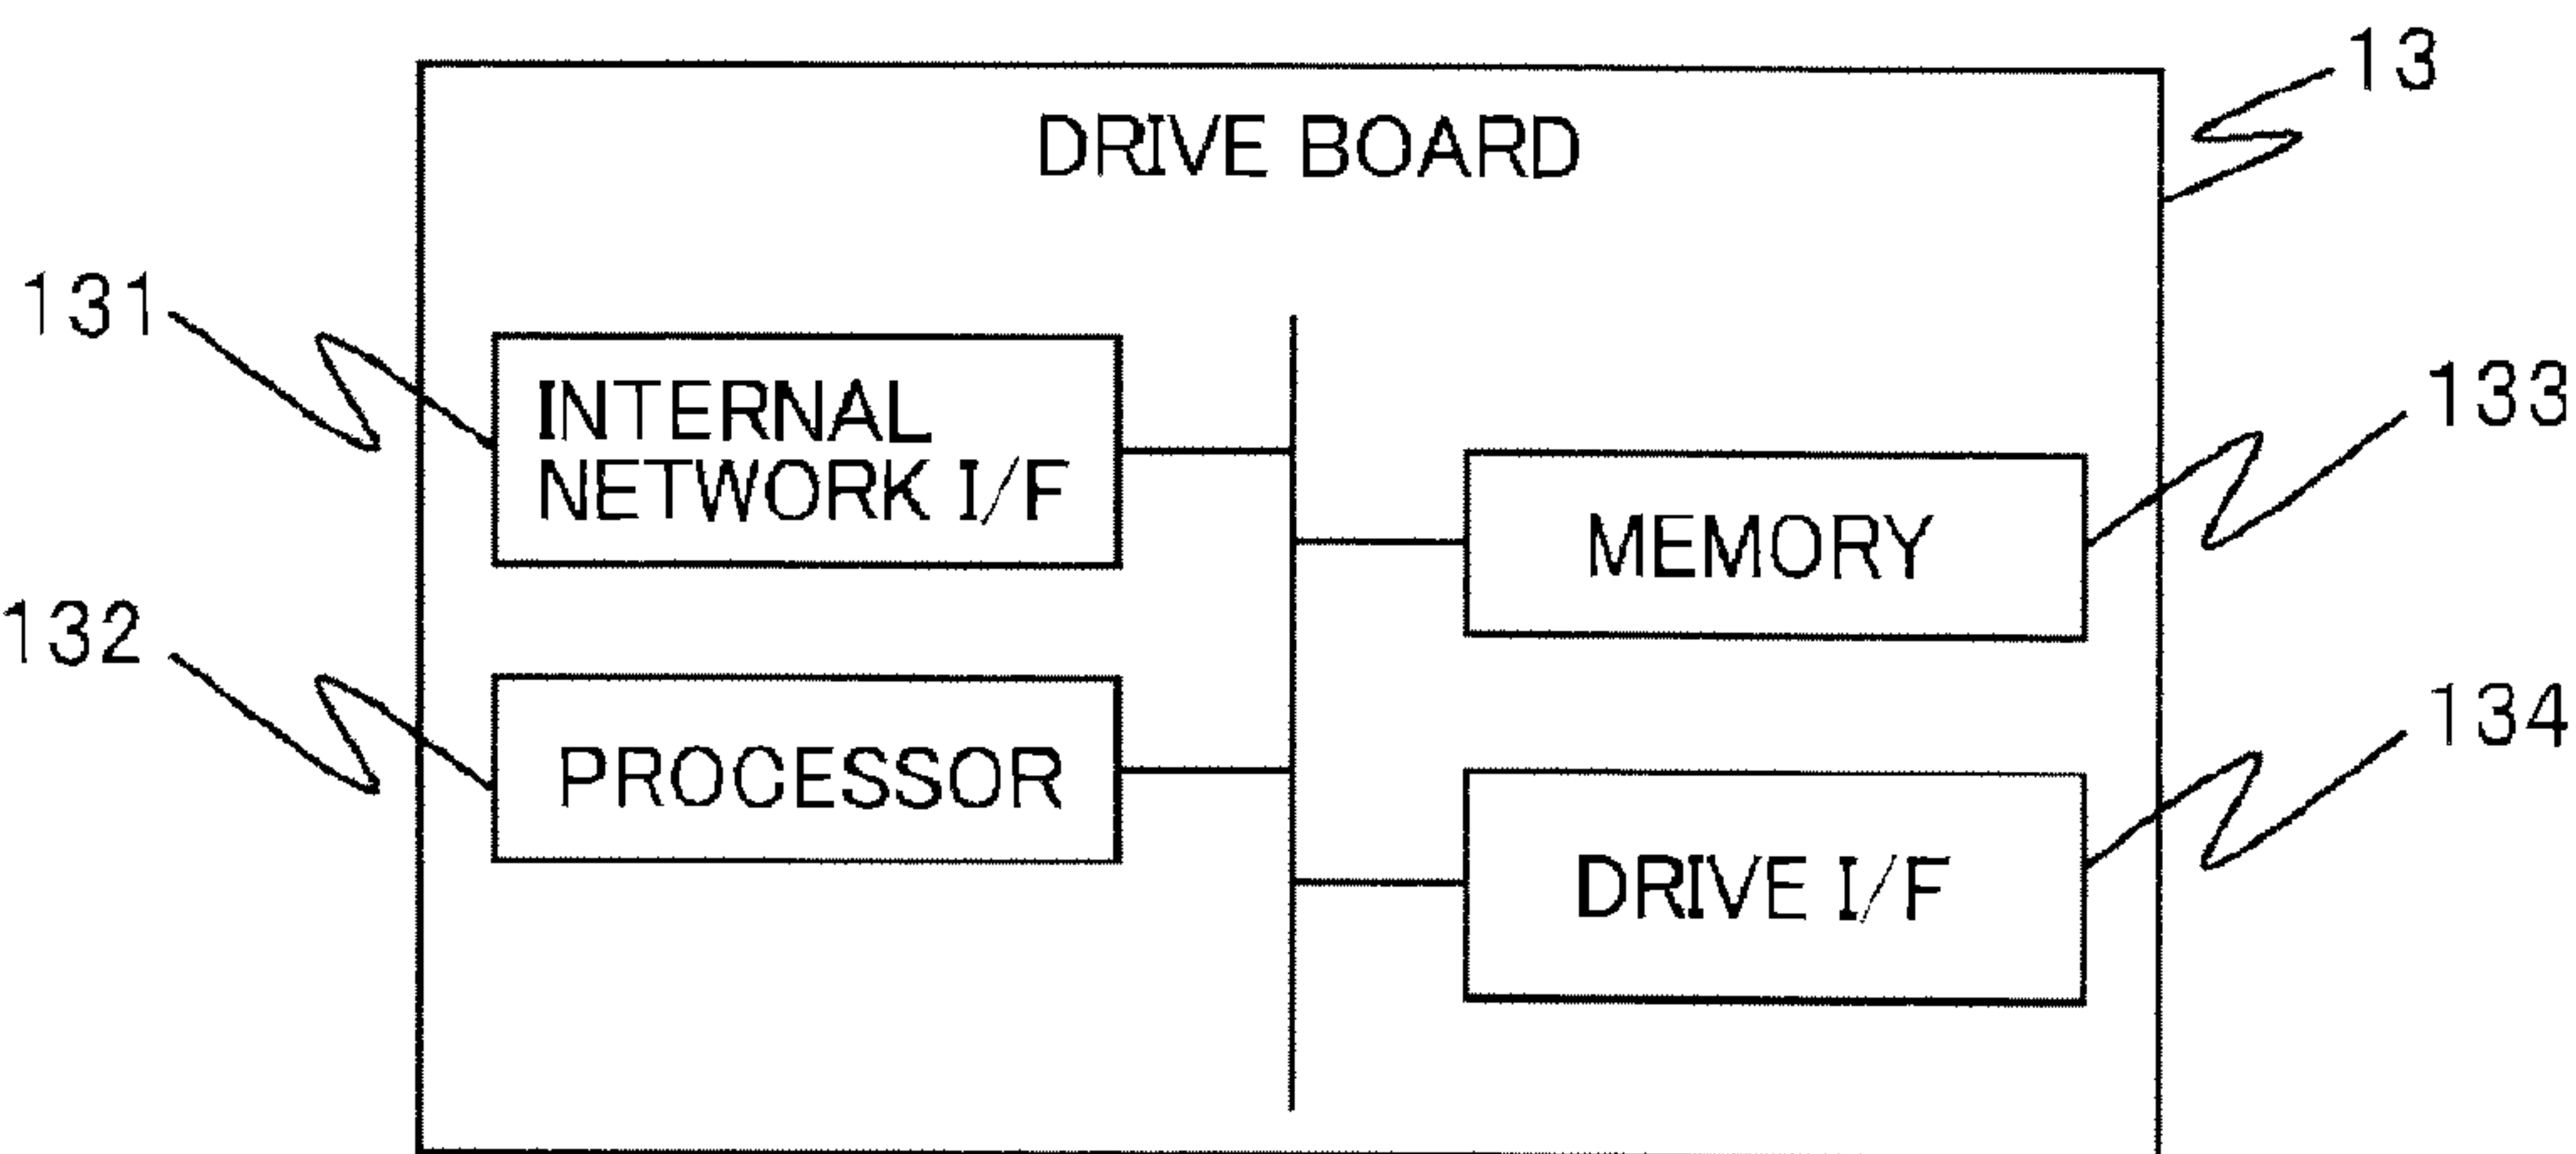 13
DRIVE BOARD
131
INTERNAL
NETWORK I/F
133
MEMORY
132
PROCESSOR
134
DRIVE I/F